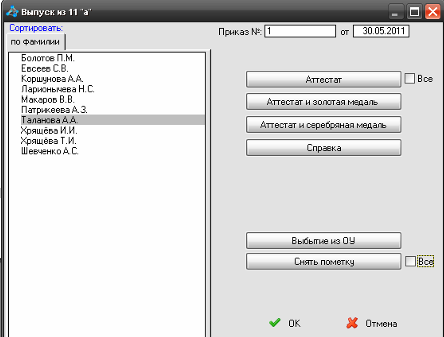 Выпуск из 11 "а"
Сортировать:
по фамилии
Приказ №: 1 от 30.05.2011
Болотов П.М.
Евсеев С.В.
Коршунова А.А.
Ларионычева Н.С.
Макаров В.В.
Патрикеева А.З.
Таланова А.А.
Хрящёва И.И.
Хрящёва Т.И.
Шевченко А.С.
Аттестат Все
Аттестат и золотая медаль
Аттестат и серебряная медаль
Справка
Выбытие из ОУ
Снять пометку Все
OK Отмена